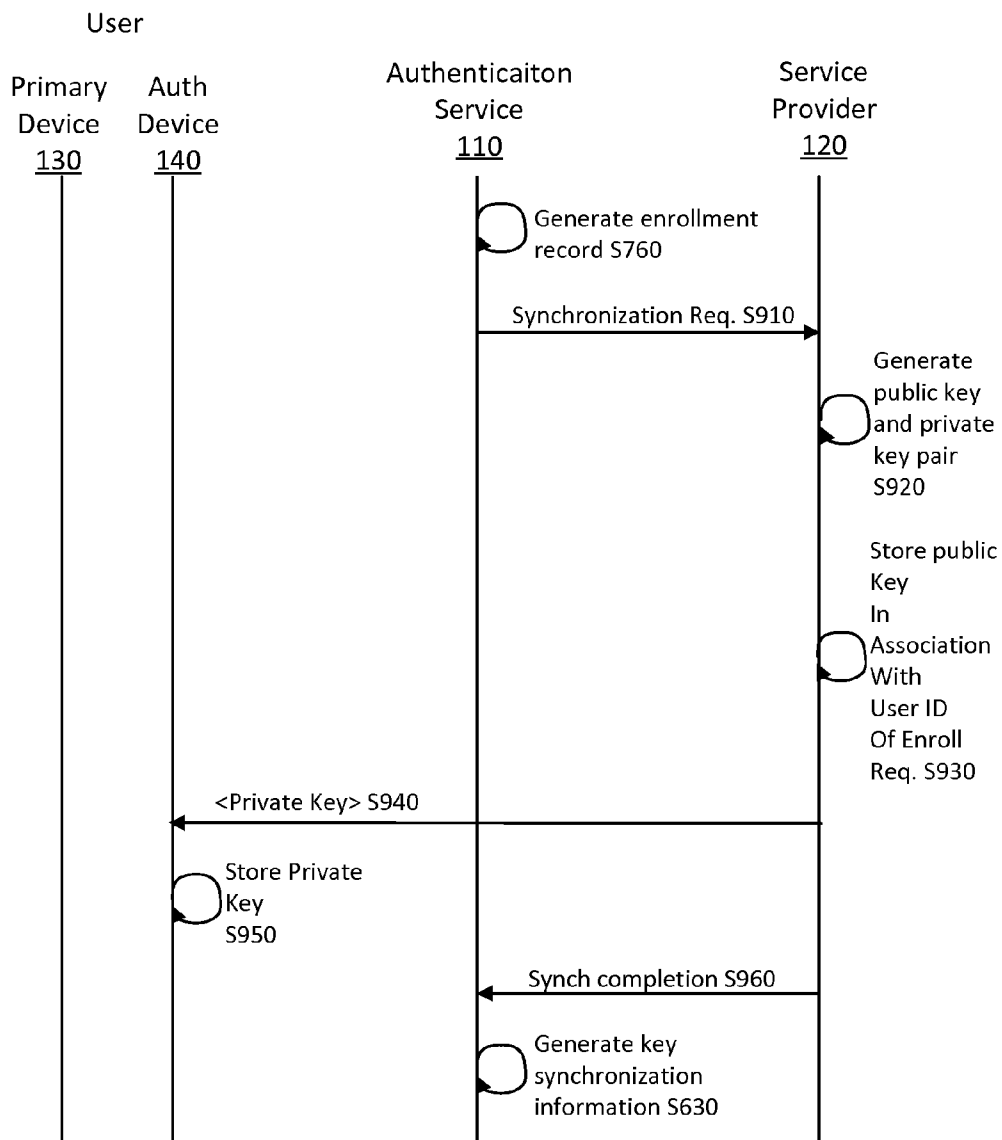 User
Primary
Device
130
Auth
Device
140
Authenticaiton
Service
110
Service
Provider
120
Generate enrollment
record S760
Synchronization Req. S910
Generate
public key
and private
key pair
S920
Store public
Key
In
Association
With
User ID
Of Enroll
Req. S930
<Private Key> S940
Store Private
Key
S950
Synch completion S960
Generate key
synchronization
information S630